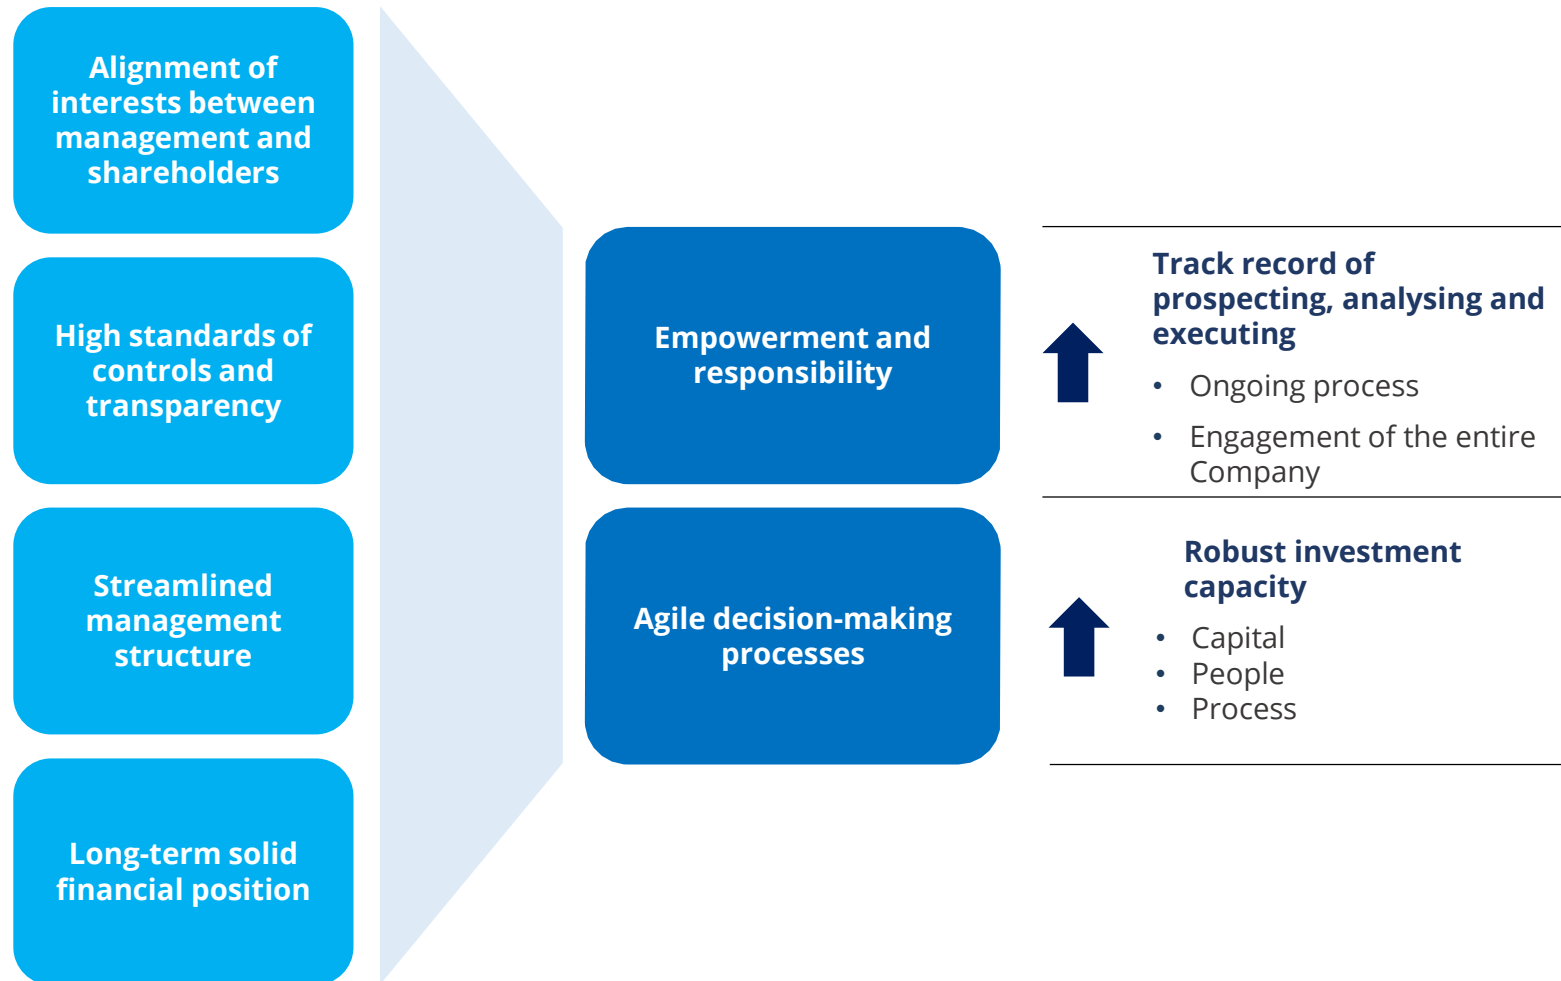 Alignment of
interests between
management and
shareholders
High standards of
controls and
transparency
Streamlined
management
structure
Long-term solid
financial position
Empowerment and
responsibility
Agile decision-making
processes
Track record of
prospecting, analysing and
executing
• Ongoing process
• Engagement of the entire
Company
Robust investment
capacity
• Capital
• People
• Process